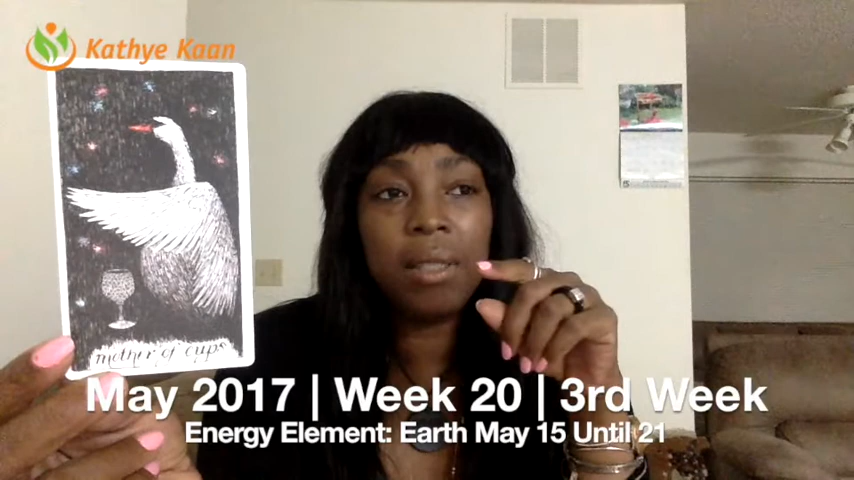 Kathye Kaan
mother of cups
May 2017 | Week 20 | 3rd Week
Energy Element: Earth May 15 Until 21